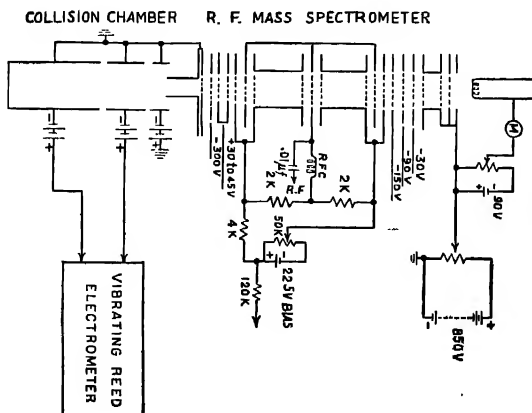 COLLISION CHAMBER R. F. MASS SPECTROMETER
-300V
+30 to 45V
.01µf
R.F
RFC
2K
2K
4K
50K
22.5V BIAS
120K
-150V
-90V
-30V
M
-90V
850V
VIBRATING REED
ELECTROMETER